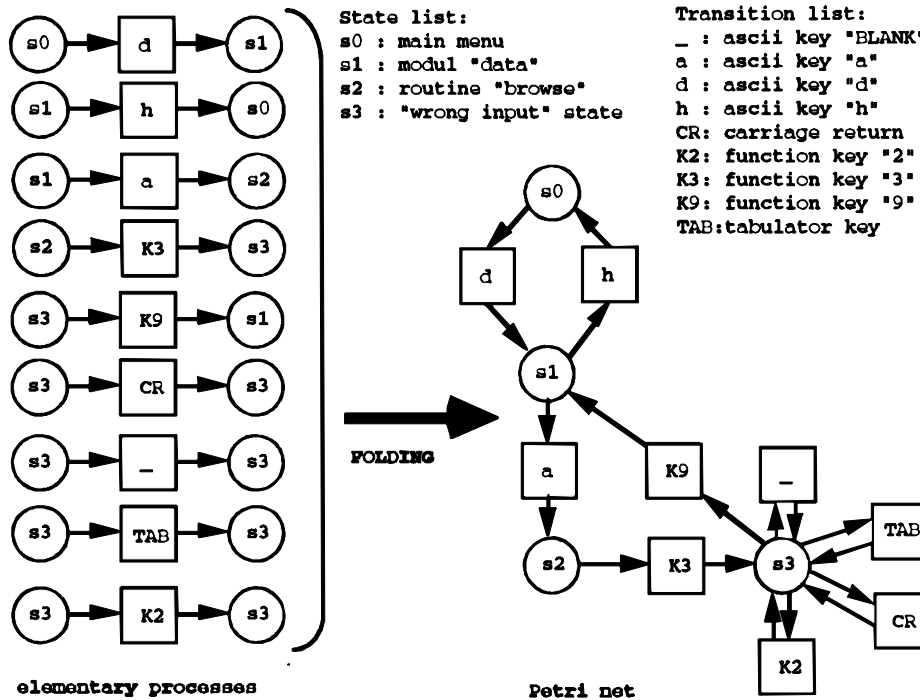 s0 d s1
s1 h s0
s1 a s2
s2 K3 s3
s3 K9 s1
s3 CR s3
s3 _ s3
s3 TAB s3
s3 K2 s3
elementary processes
State list:
s0 : main menu
s1 : modul "data"
s2 : routine "browse"
s3 : "wrong input" state
Transition list:
_ : ascii key "BLANK"
a : ascii key "a"
d : ascii key "d"
h : ascii key "h"
CR: carriage return
K2: function key "2"
K3: function key "3"
K9: function key "9"
TAB:tabulator key
FOLDING
s0
d h
s1
a K9 _
TAB
s2 K3 s3
CR
K2
Petri net